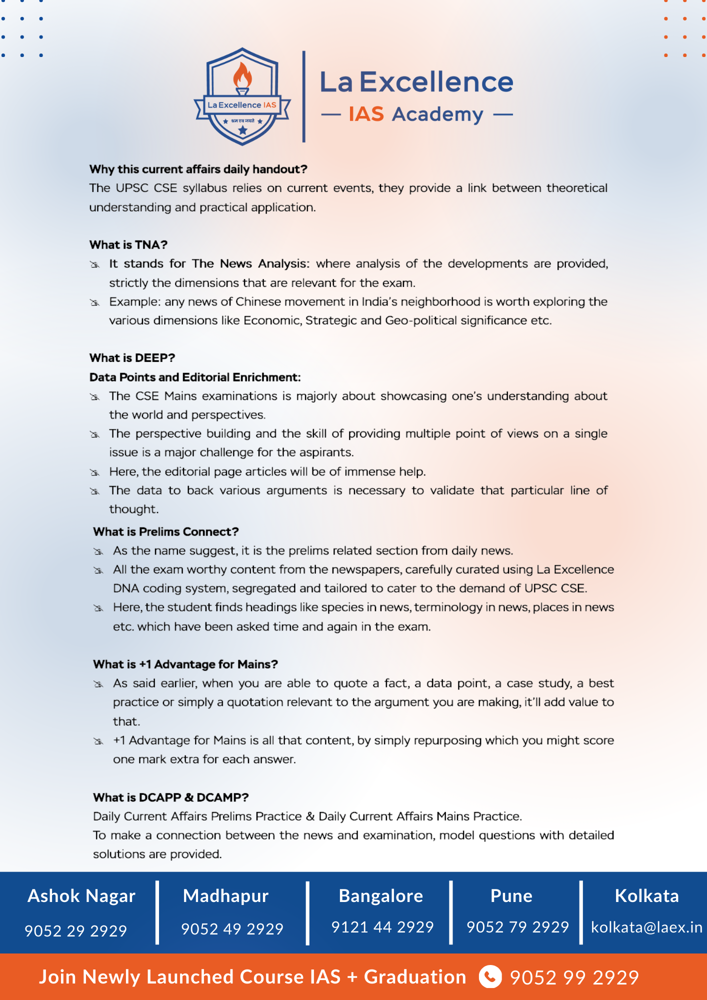 La Excellence IAS
श्रम एव जयते
La Excellence
IAS Academy
Why this current affairs daily handout?
The UPSC CSE syllabus relies on current events, they provide a link between theoretical
understanding and practical application.
What is TNA?
It stands for The News Analysis: where analysis of the developments are provided,
strictly the dimensions that are relevant for the exam.
Example: any news of Chinese movement in India's neighborhood is worth exploring the
various dimensions like Economic, Strategic and Geo-political significance etc.
What is DEEP?
Data Points and Editorial Enrichment:
The CSE Mains examinations is majorly about showcasing one's understanding about
the world and perspectives.
The perspective building and the skill of providing multiple point of views on a single
issue is a major challenge for the aspirants.
Here, the editorial page articles will be of immense help.
The data to back various arguments is necessary to validate that particular line of
thought.
What is Prelims Connect?
As the name suggest, it is the prelims related section from daily news.
All the exam worthy content from the newspapers, carefully curated using La Excellence
DNA coding system, segregated and tailored to cater to the demand of UPSC CSE.
Here, the student finds headings like species in news, terminology in news, places in news
etc. which have been asked time and again in the exam.
What is +1 Advantage for Mains?
As said earlier, when you are able to quote a fact, a data point, a case study, a best
practice or simply a quotation relevant to the argument you are making, it'll add value to
that.
+1 Advantage for Mains is all that content, by simply repurposing which you might score
one mark extra for each answer.
What is DCAPP & DCAMP?
Daily Current Affairs Prelims Practice & Daily Current Affairs Mains Practice.
To make a connection between the news and examination, model questions with detailed
solutions are provided.
Ashok Nagar
9052 29 2929
Madhapur
9052 49 2929
Bangalore
9121 44 2929
Pune
9052 79 2929
Kolkata
kolkata@laex.in
Join Newly Launched Course IAS + Graduation 9052 99 2929